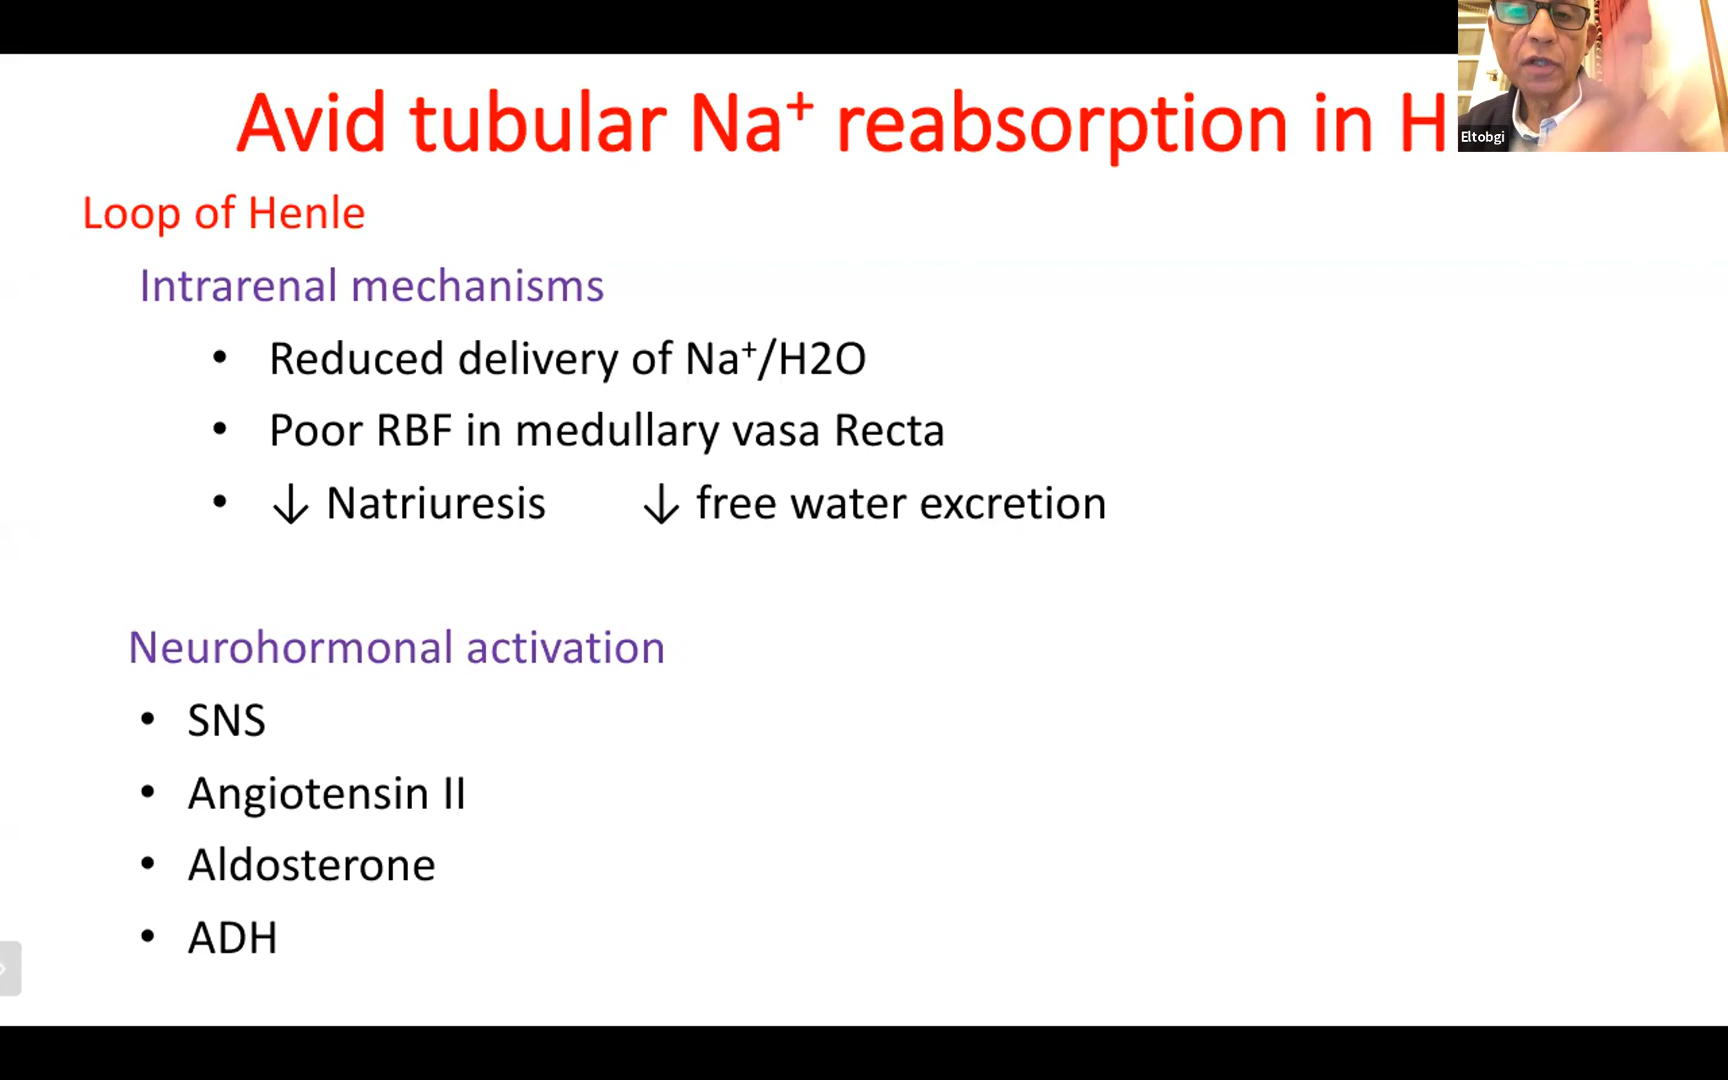 Avid tubular Na⁺ reabsorption in H
Eltobgi
Loop of Henle
Intrarenal mechanisms
• Reduced delivery of Na⁺/H2O
• Poor RBF in medullary vasa Recta
• ↓ Natriuresis ↓ free water excretion
Neurohormonal activation
• SNS
• Angiotensin II
• Aldosterone
• ADH